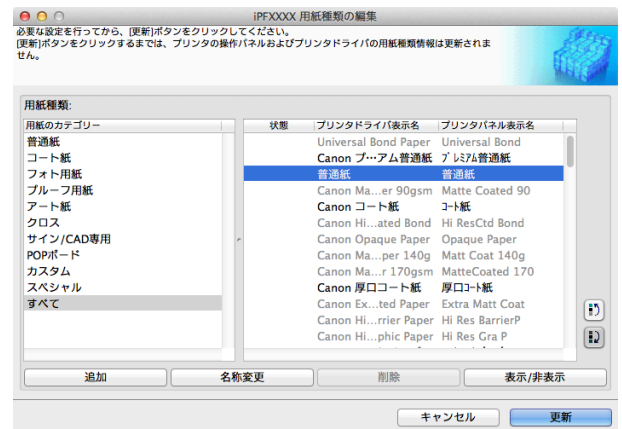 iPFXXXX 用紙種類の編集
必要な設定を行ってから、[更新]ボタンをクリックしてください。
[更新]ボタンをクリックするまでは、プリンタの操作パネルおよびプリンタドライバの用紙種類情報は更新されま
せん。
用紙種類:
用紙のカテゴリー
普通紙
コート紙
フォト用紙
プルーフ用紙
アート紙
クロス
サイン/CAD専用
POPボード
カスタム
スペシャル
すべて
状態 プリンタドライバ表示名 プリンタパネル表示名
Universal Bond Paper Universal Bond
Canon プ…アム普通紙 プレミアム普通紙
普通紙 普通紙
Canon Ma…er 90gsm Matte Coated 90
Canon コート紙 コート紙
Canon Hi…ated Bond Hi ResCtd Bond
Canon Opaque Paper Opaque Paper
Canon Ma…per 140g Matt Coat 140g
Canon Ma…r 170gsm MatteCoated 170
Canon 厚口コート紙 厚口コート紙
Canon Ex…ted Paper Extra Matt Coat
Canon Hi…rrier Paper Hi Res BarrierP
Canon Hi…phic Paper Hi Res Gra P
追加 名称変更 削除 表示/非表示
キャンセル 更新